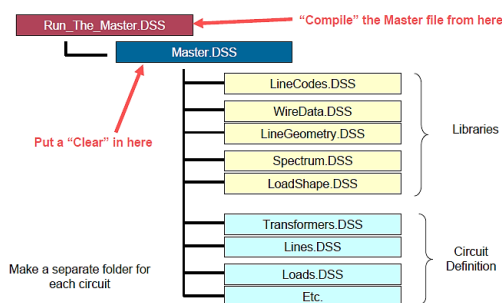 “Compile” the Master file from here
Run_The_Master.DSS
Master.DSS
LineCodes.DSS
WireData.DSS
LineGeometry.DSS
Spectrum.DSS
LoadShape.DSS
Libraries
Put a “Clear” in here
Transformers.DSS
Lines.DSS
Loads.DSS
Etc.
Circuit
Definition
Make a separate folder for
each circuit